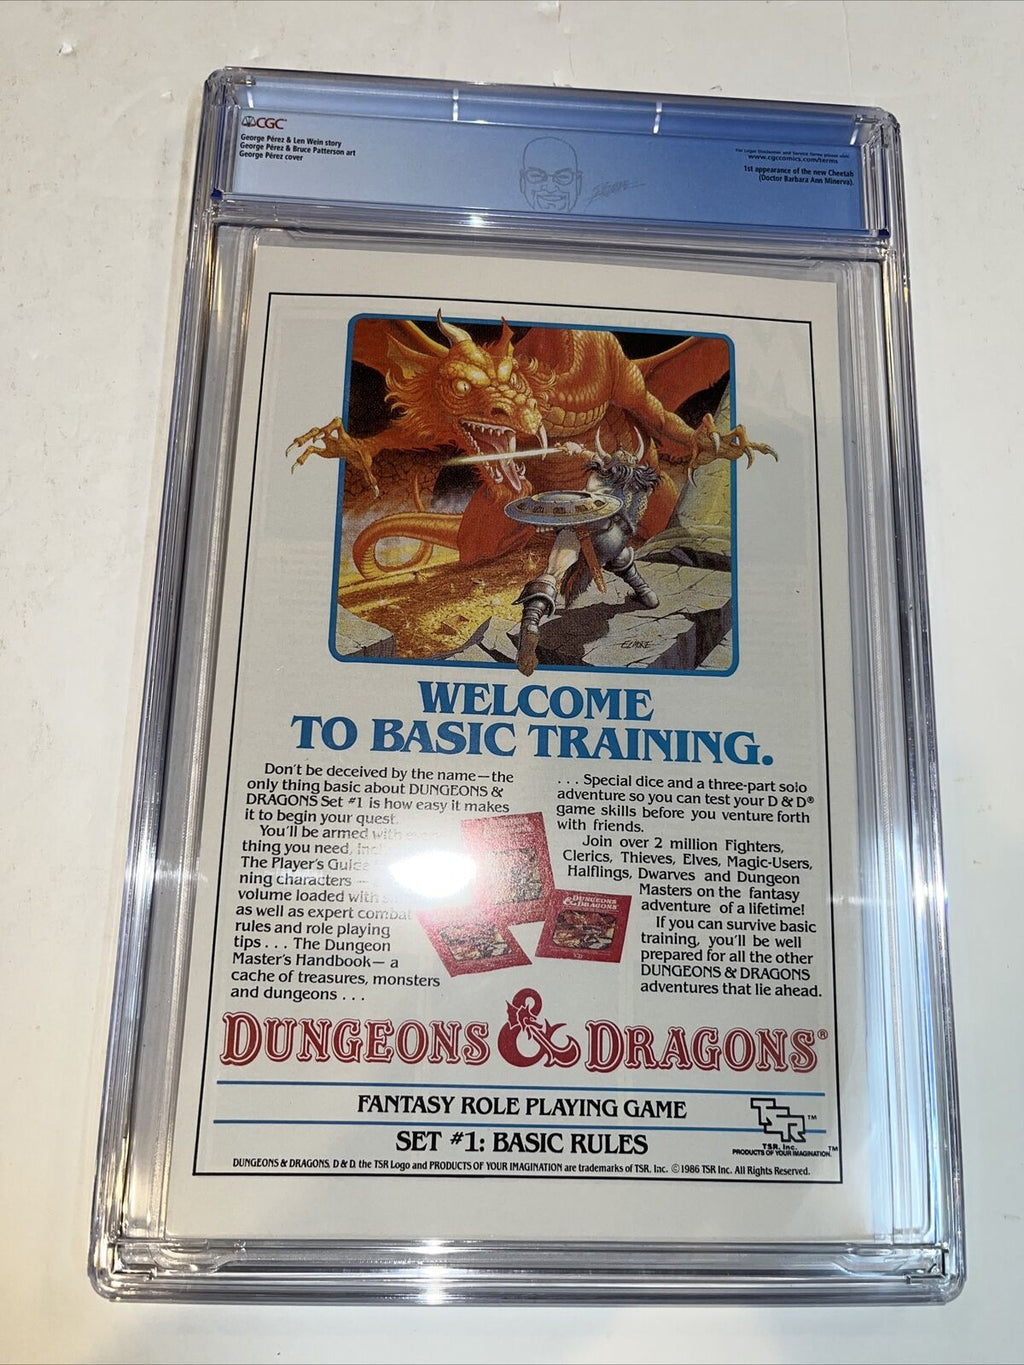 CGC
George Pérez & Len Wein story
George Pérez & Bruce Patterson art
George Pérez cover
www.cgccomics.com/terms
1st appearance of the new Cheetah
(Doctor Barbara Ann Minerva).
ELMORE
WELCOME
TO BASIC TRAINING.
Don't be deceived by the name—the
only thing basic about DUNGEONS &
DRAGONS Set #1 is how easy it makes
it to begin your quest.
You'll be armed with
thing you need,
The Player's Guide
ning characters —
volume loaded with
as well as expert combat
rules and role playing
tips . . . The Dungeon
Master's Handbook— a
cache of treasures, monsters
and dungeons . . .
. . . Special dice and a three-part solo
adventure so you can test your D & D®
game skills before you venture forth
with friends.
Join over 2 million Fighters,
Clerics, Thieves, Elves, Magic-Users,
Halflings, Dwarves and Dungeon
Masters on the fantasy
adventure of a lifetime!
If you can survive basic
training, you'll be well
prepared for all the other
DUNGEONS & DRAGONS
adventures that lie ahead.
DUNGEONS & DRAGONS
DUNGEONS & DRAGONS®
FANTASY ROLE PLAYING GAME
SET #1: BASIC RULES
TSR™
TSR, Inc.
PRODUCTS OF YOUR IMAGINATION™
DUNGEONS & DRAGONS, D & D, the TSR Logo and PRODUCTS OF YOUR IMAGINATION are trademarks of TSR, Inc. ©1986 TSR Inc. All Rights Reserved.